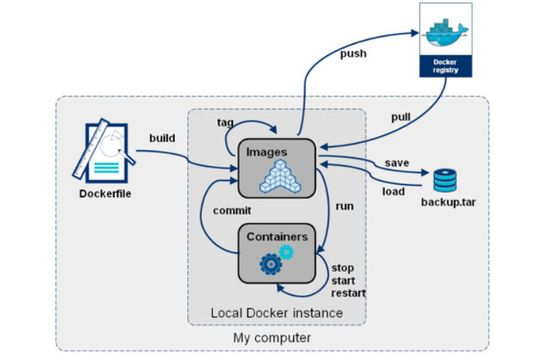 push
Docker
registry
tag
pull
build
Images
save
load
Dockerfile
backup.tar
commit
run
Containers
stop
start
restart
Local Docker instance
My computer